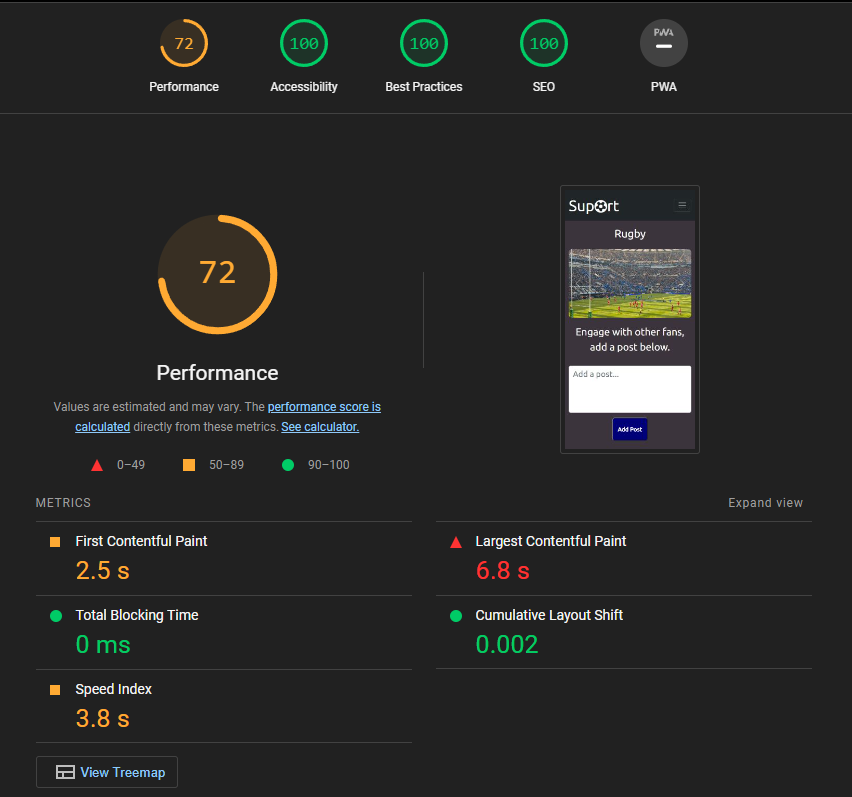 72
100
100
100
PWA
Performance
Accessibility
Best Practices
SEO
PWA
72
Performance
Values are estimated and may vary. The performance score is
calculated directly from these metrics. See calculator.
0–49
50–89
90–100
Suport
Rugby
Engage with other fans,
add a post below.
Add a post...
Add Post
METRICS
Expand view
First Contentful Paint
2.5 s
Largest Contentful Paint
6.8 s
Total Blocking Time
0 ms
Cumulative Layout Shift
0.002
Speed Index
3.8 s
View Treemap